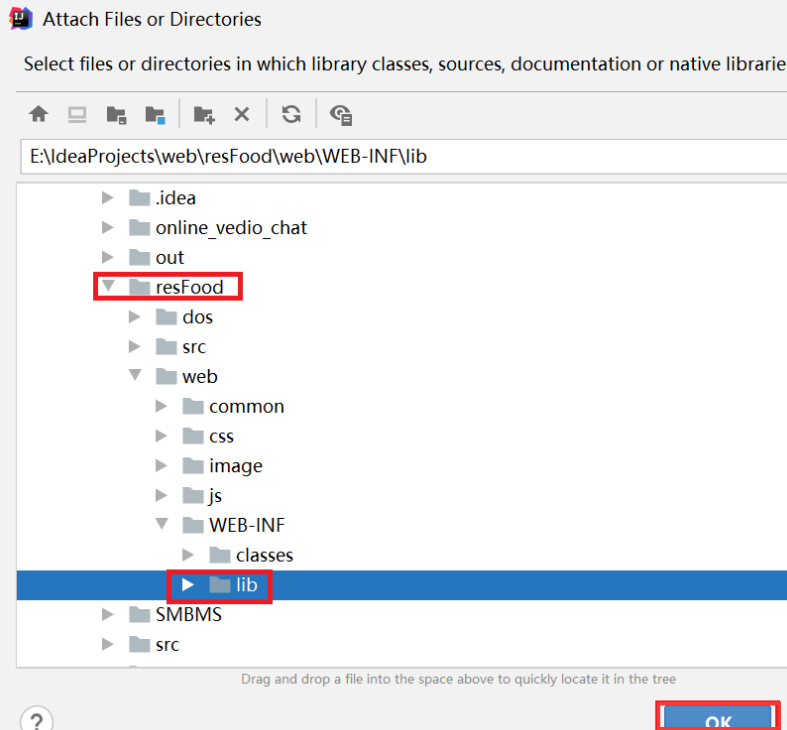 Attach Files or Directories
Select files or directories in which library classes, sources, documentation or native librarie
E:\IdeaProjects\web\resFood\web\WEB-INF\lib
.idea
online_vedio_chat
out
resFood
dos
src
web
common
css
image
js
WEB-INF
classes
lib
SMBMS
src
Drag and drop a file into the space above to quickly locate it in the tree
?
OK